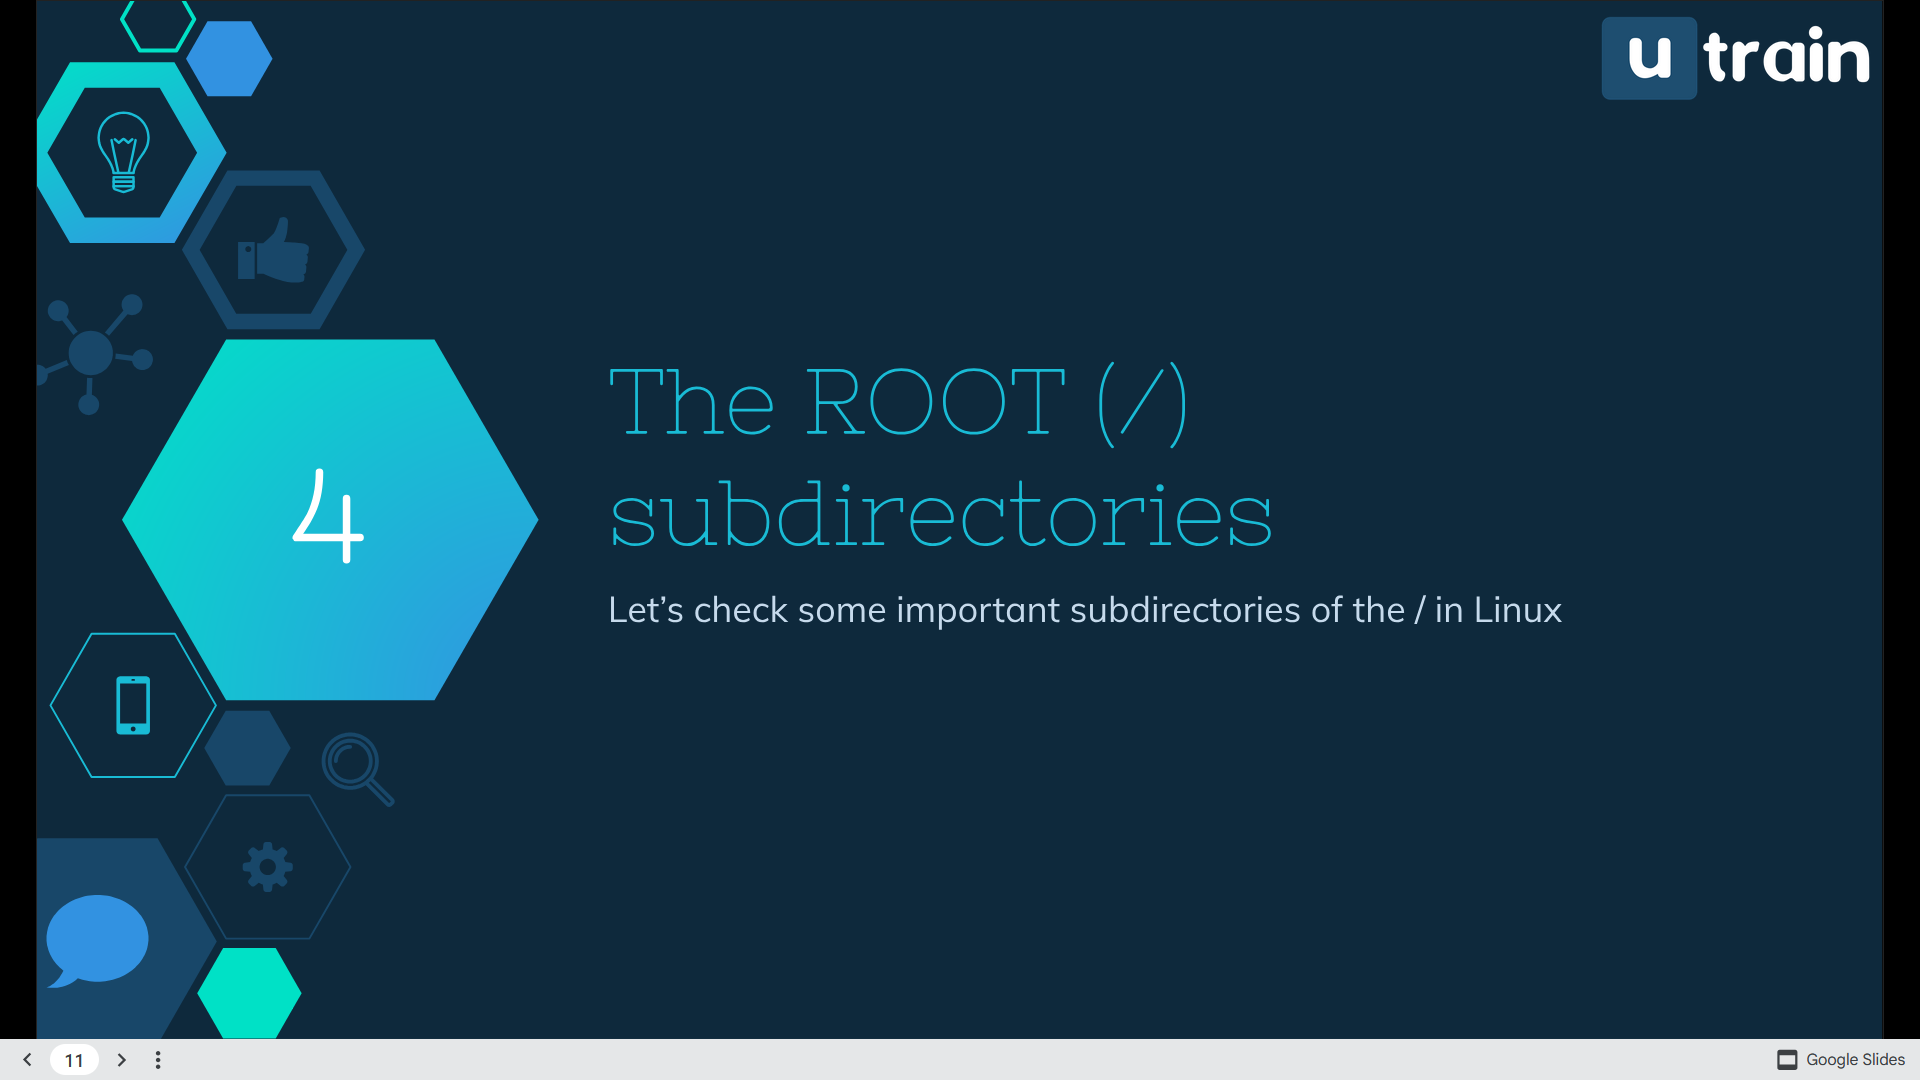 u train
4
The ROOT (/)
subdirectories
Let’s check some important subdirectories of the / in Linux
11
Google Slides